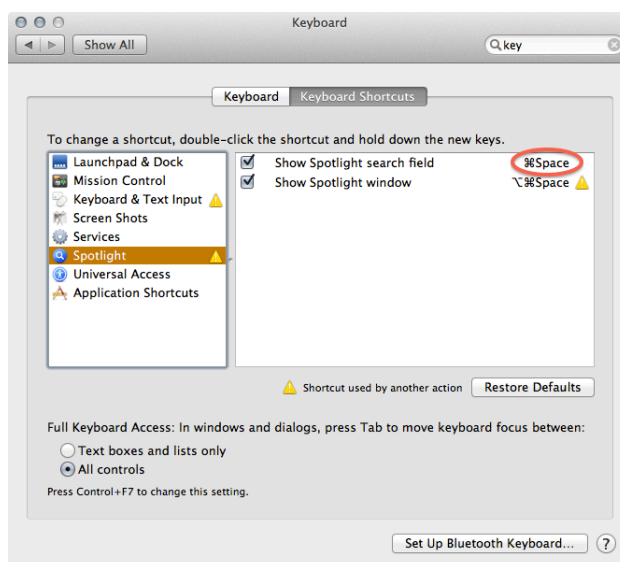 Keyboard
Show All
key
Keyboard Keyboard Shortcuts
To change a shortcut, double-click the shortcut and hold down the new keys.
Launchpad & Dock
Mission Control
Keyboard & Text Input
Screen Shots
Services
Spotlight
Universal Access
Application Shortcuts
Show Spotlight search field ⌘Space
Show Spotlight window ⌥⌘Space
Shortcut used by another action Restore Defaults
Full Keyboard Access: In windows and dialogs, press Tab to move keyboard focus between:
Text boxes and lists only
All controls
Press Control+F7 to change this setting.
Set Up Bluetooth Keyboard... ?